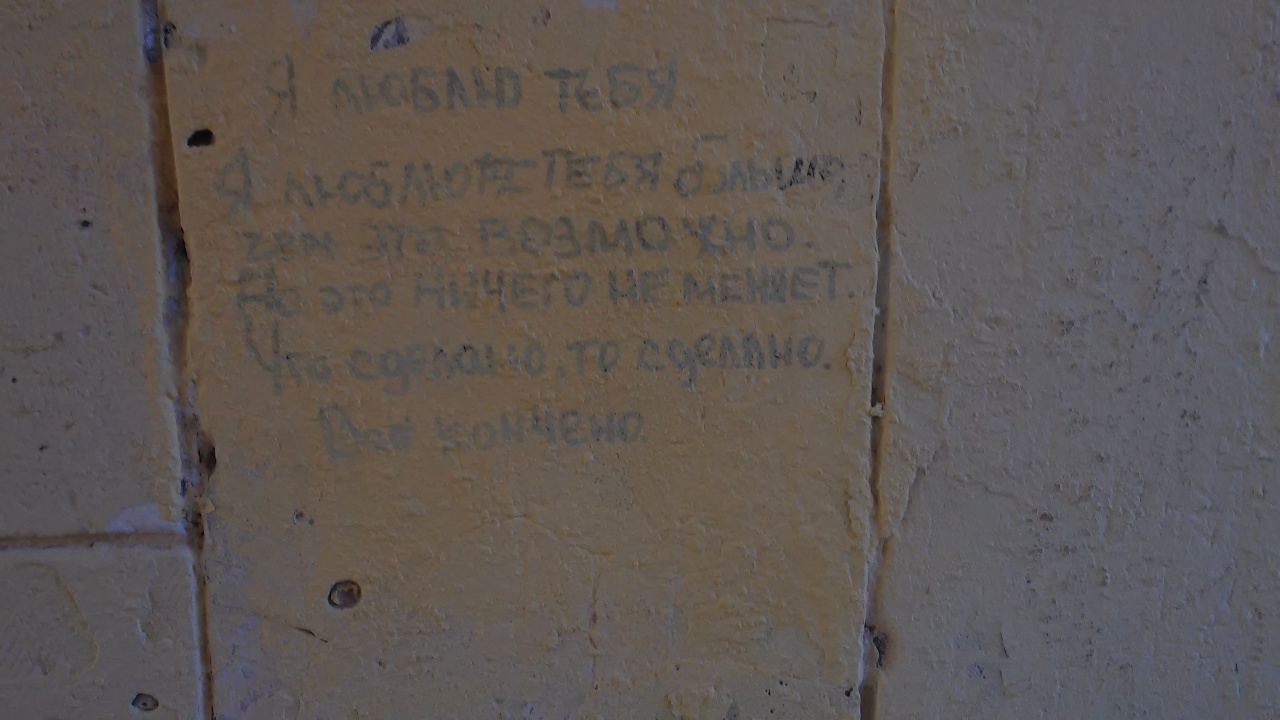 Я ЛЮБЛЮ ТЕБЯ.
Я ЛЮБЛЮ ТЕБЯ больше,
чем это ВОЗМОЖНО.
Но это НИЧЕГО НЕ МЕНЯЕТ.
Что сделано, то сделано.
Все кончено.